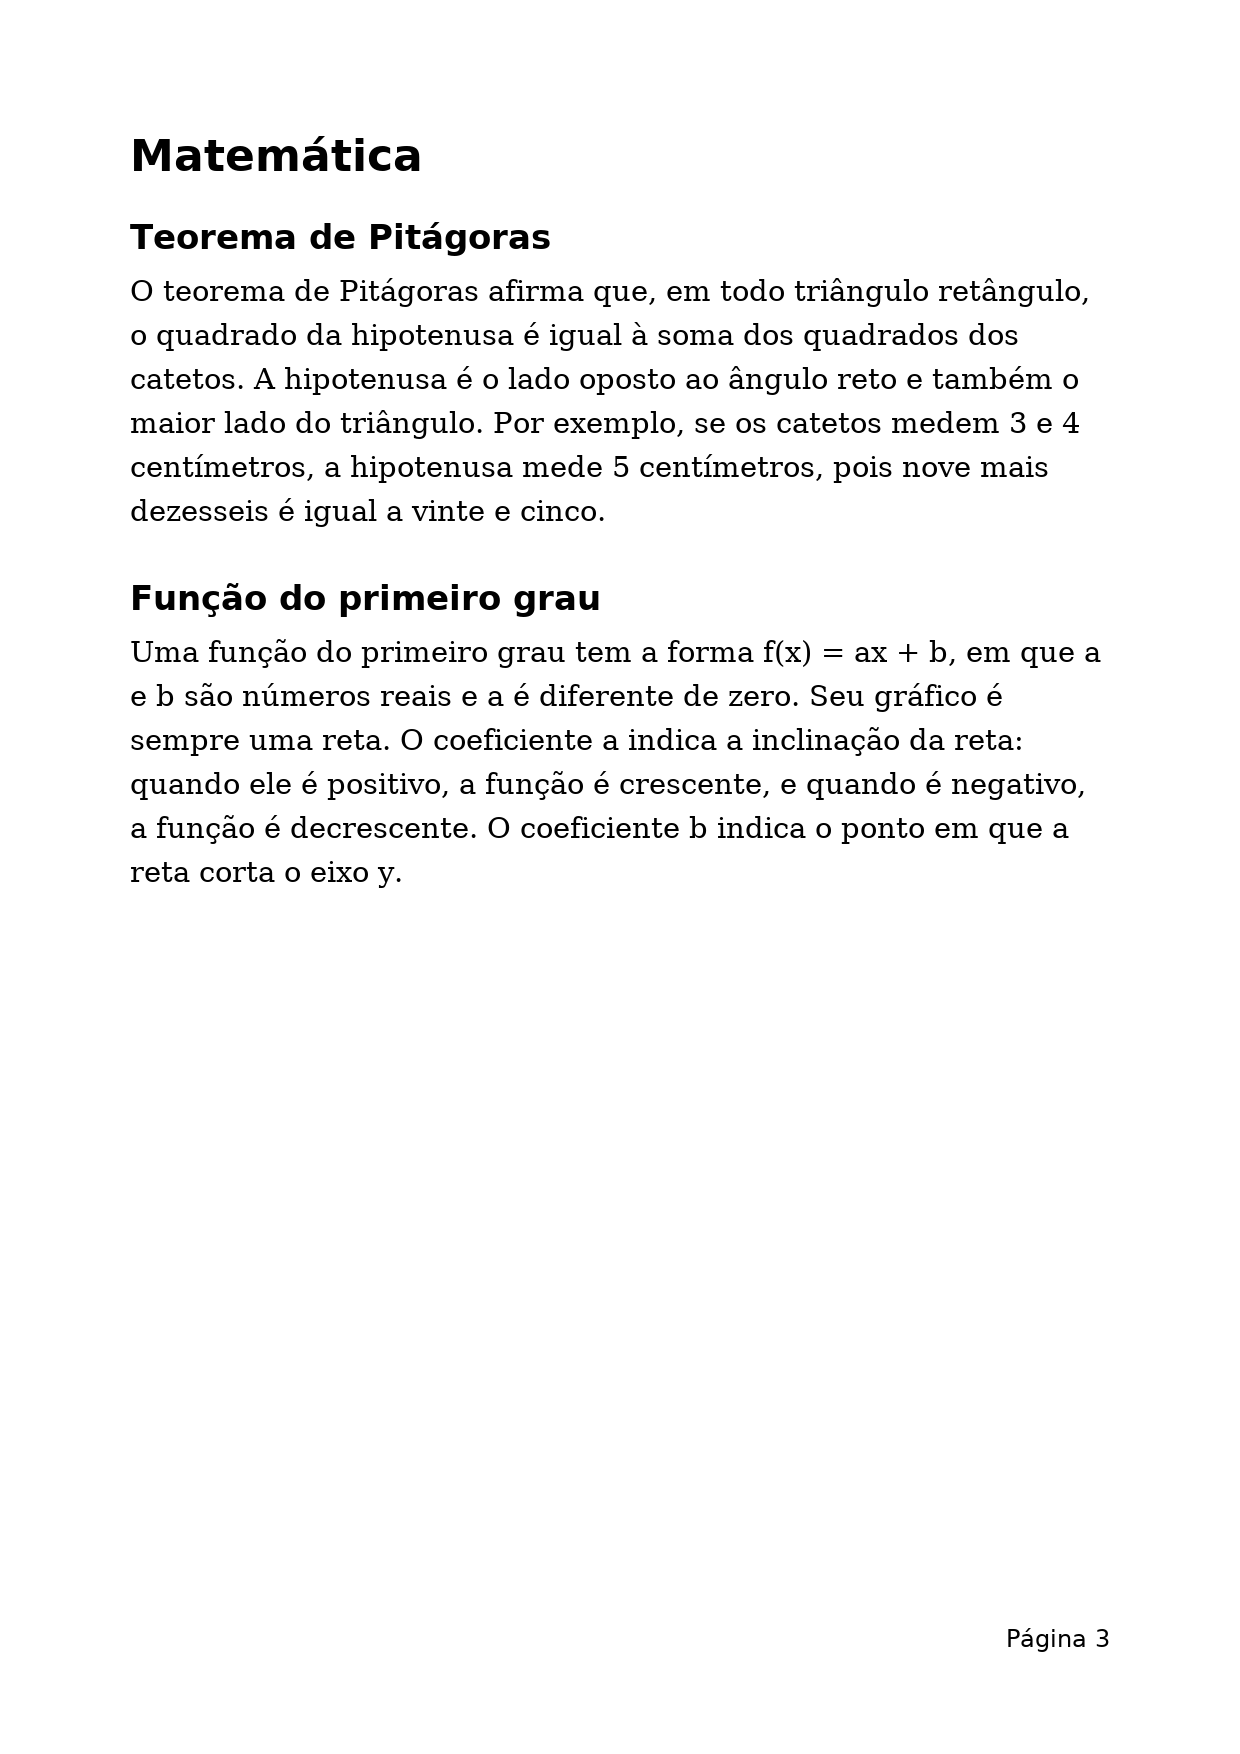 Matemática
Teorema de Pitágoras
O teorema de Pitágoras afirma que, em todo triângulo retângulo,
o quadrado da hipotenusa é igual à soma dos quadrados dos
catetos. A hipotenusa é o lado oposto ao ângulo reto e também o
maior lado do triângulo. Por exemplo, se os catetos medem 3 e 4
centímetros, a hipotenusa mede 5 centímetros, pois nove mais
dezesseis é igual a vinte e cinco.
Função do primeiro grau
Uma função do primeiro grau tem a forma f(x) = ax + b, em que a
e b são números reais e a é diferente de zero. Seu gráfico é
sempre uma reta. O coeficiente a indica a inclinação da reta:
quando ele é positivo, a função é crescente, e quando é negativo,
a função é decrescente. O coeficiente b indica o ponto em que a
reta corta o eixo y.
Página 3